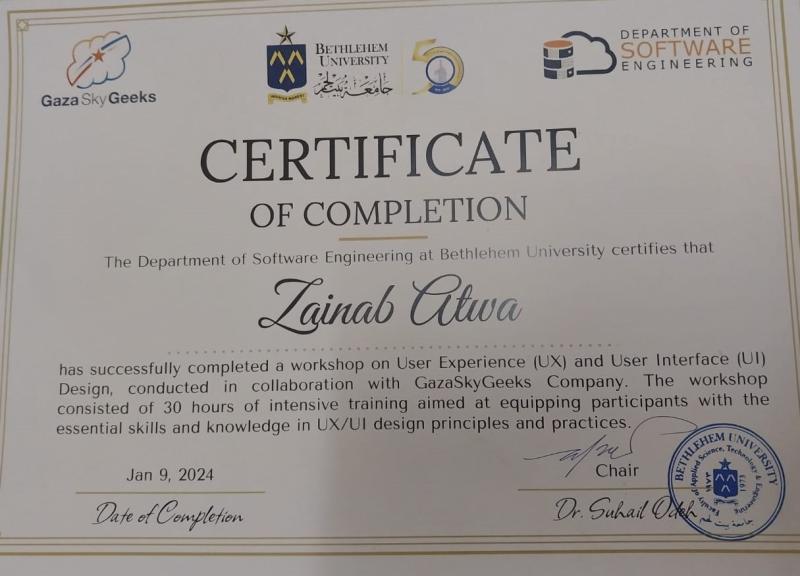 GazaSkyGeeks
BETHLEHEM
UNIVERSITY
جامعة بيت لحم
50
DEPARTMENT OF
SOFTWARE
ENGINEERING
CERTIFICATE
OF COMPLETION
The Department of Software Engineering at Bethlehem University certifies that
Zainab Atwa
has successfully completed a workshop on User Experience (UX) and User Interface (UI)
Design, conducted in collaboration with GazaSkyGeeks Company. The workshop
consisted of 30 hours of intensive training aimed at equipping participants with the
essential skills and knowledge in UX/UI design principles and practices.
Jan 9, 2024
Date of Completion
Chair
Dr. Suhail Odeh
BETHLEHEM UNIVERSITY
Faculty of Applied Science, Technology & Engineering
1973
١٩٧٣
جامعة بيت لحم